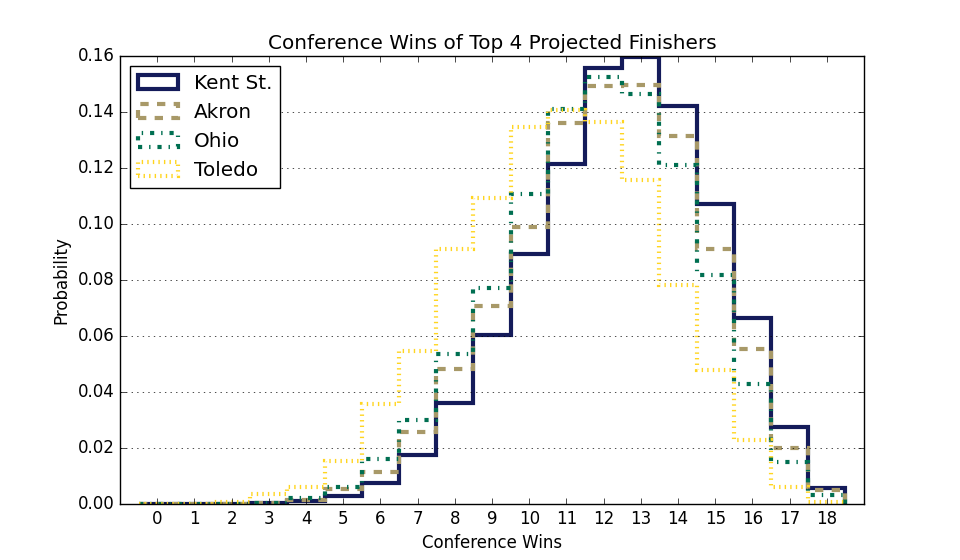 Conference Wins of Top 4 Projected Finishers
Kent St.
Akron
Ohio
Toledo
Probability
0.16
0.14
0.12
0.10
0.08
0.06
0.04
0.02
0.00
0 1 2 3 4 5 6 7 8 9 10 11 12 13 14 15 16 17 18
Conference Wins